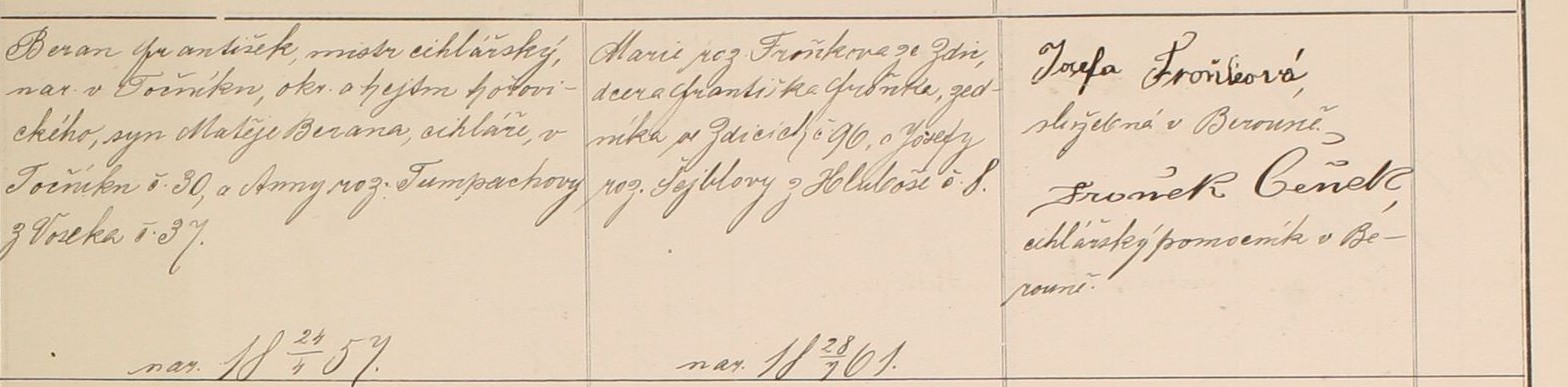 Beran František, mistr cihlářský,
nar. v Točníku, okr. a hejtm hořovi-
ckého, syn Matěje Berana, cihláře, v
Točníku č. 30, a Anny roz. Tumpachovy
z Voseka č. 37.
nar. 18 24/4 57.
Marie roz. Froňkova ze Zdic,
dcera Františka Froňka, zed-
níka ve Zdicích č 96, a Josefy
roz. Šejblovy z Hluboše č. 8.
nar. 18 28/7 61.
Josefa Froňková,
služebná v Berouně.
Froněk Čeněk,
cihlářský pomocník v Be-
rouně.